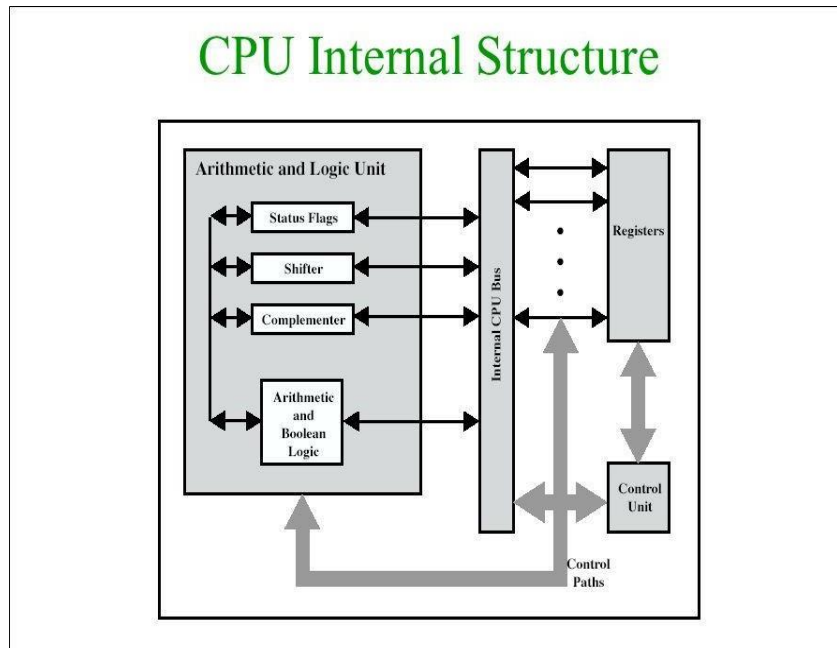 CPU Internal Structure
Arithmetic and Logic Unit
Status Flags
Shifter
Complementer
Arithmetic
and
Boolean
Logic
Internal CPU Bus
Registers
Control
Unit
Control
Paths